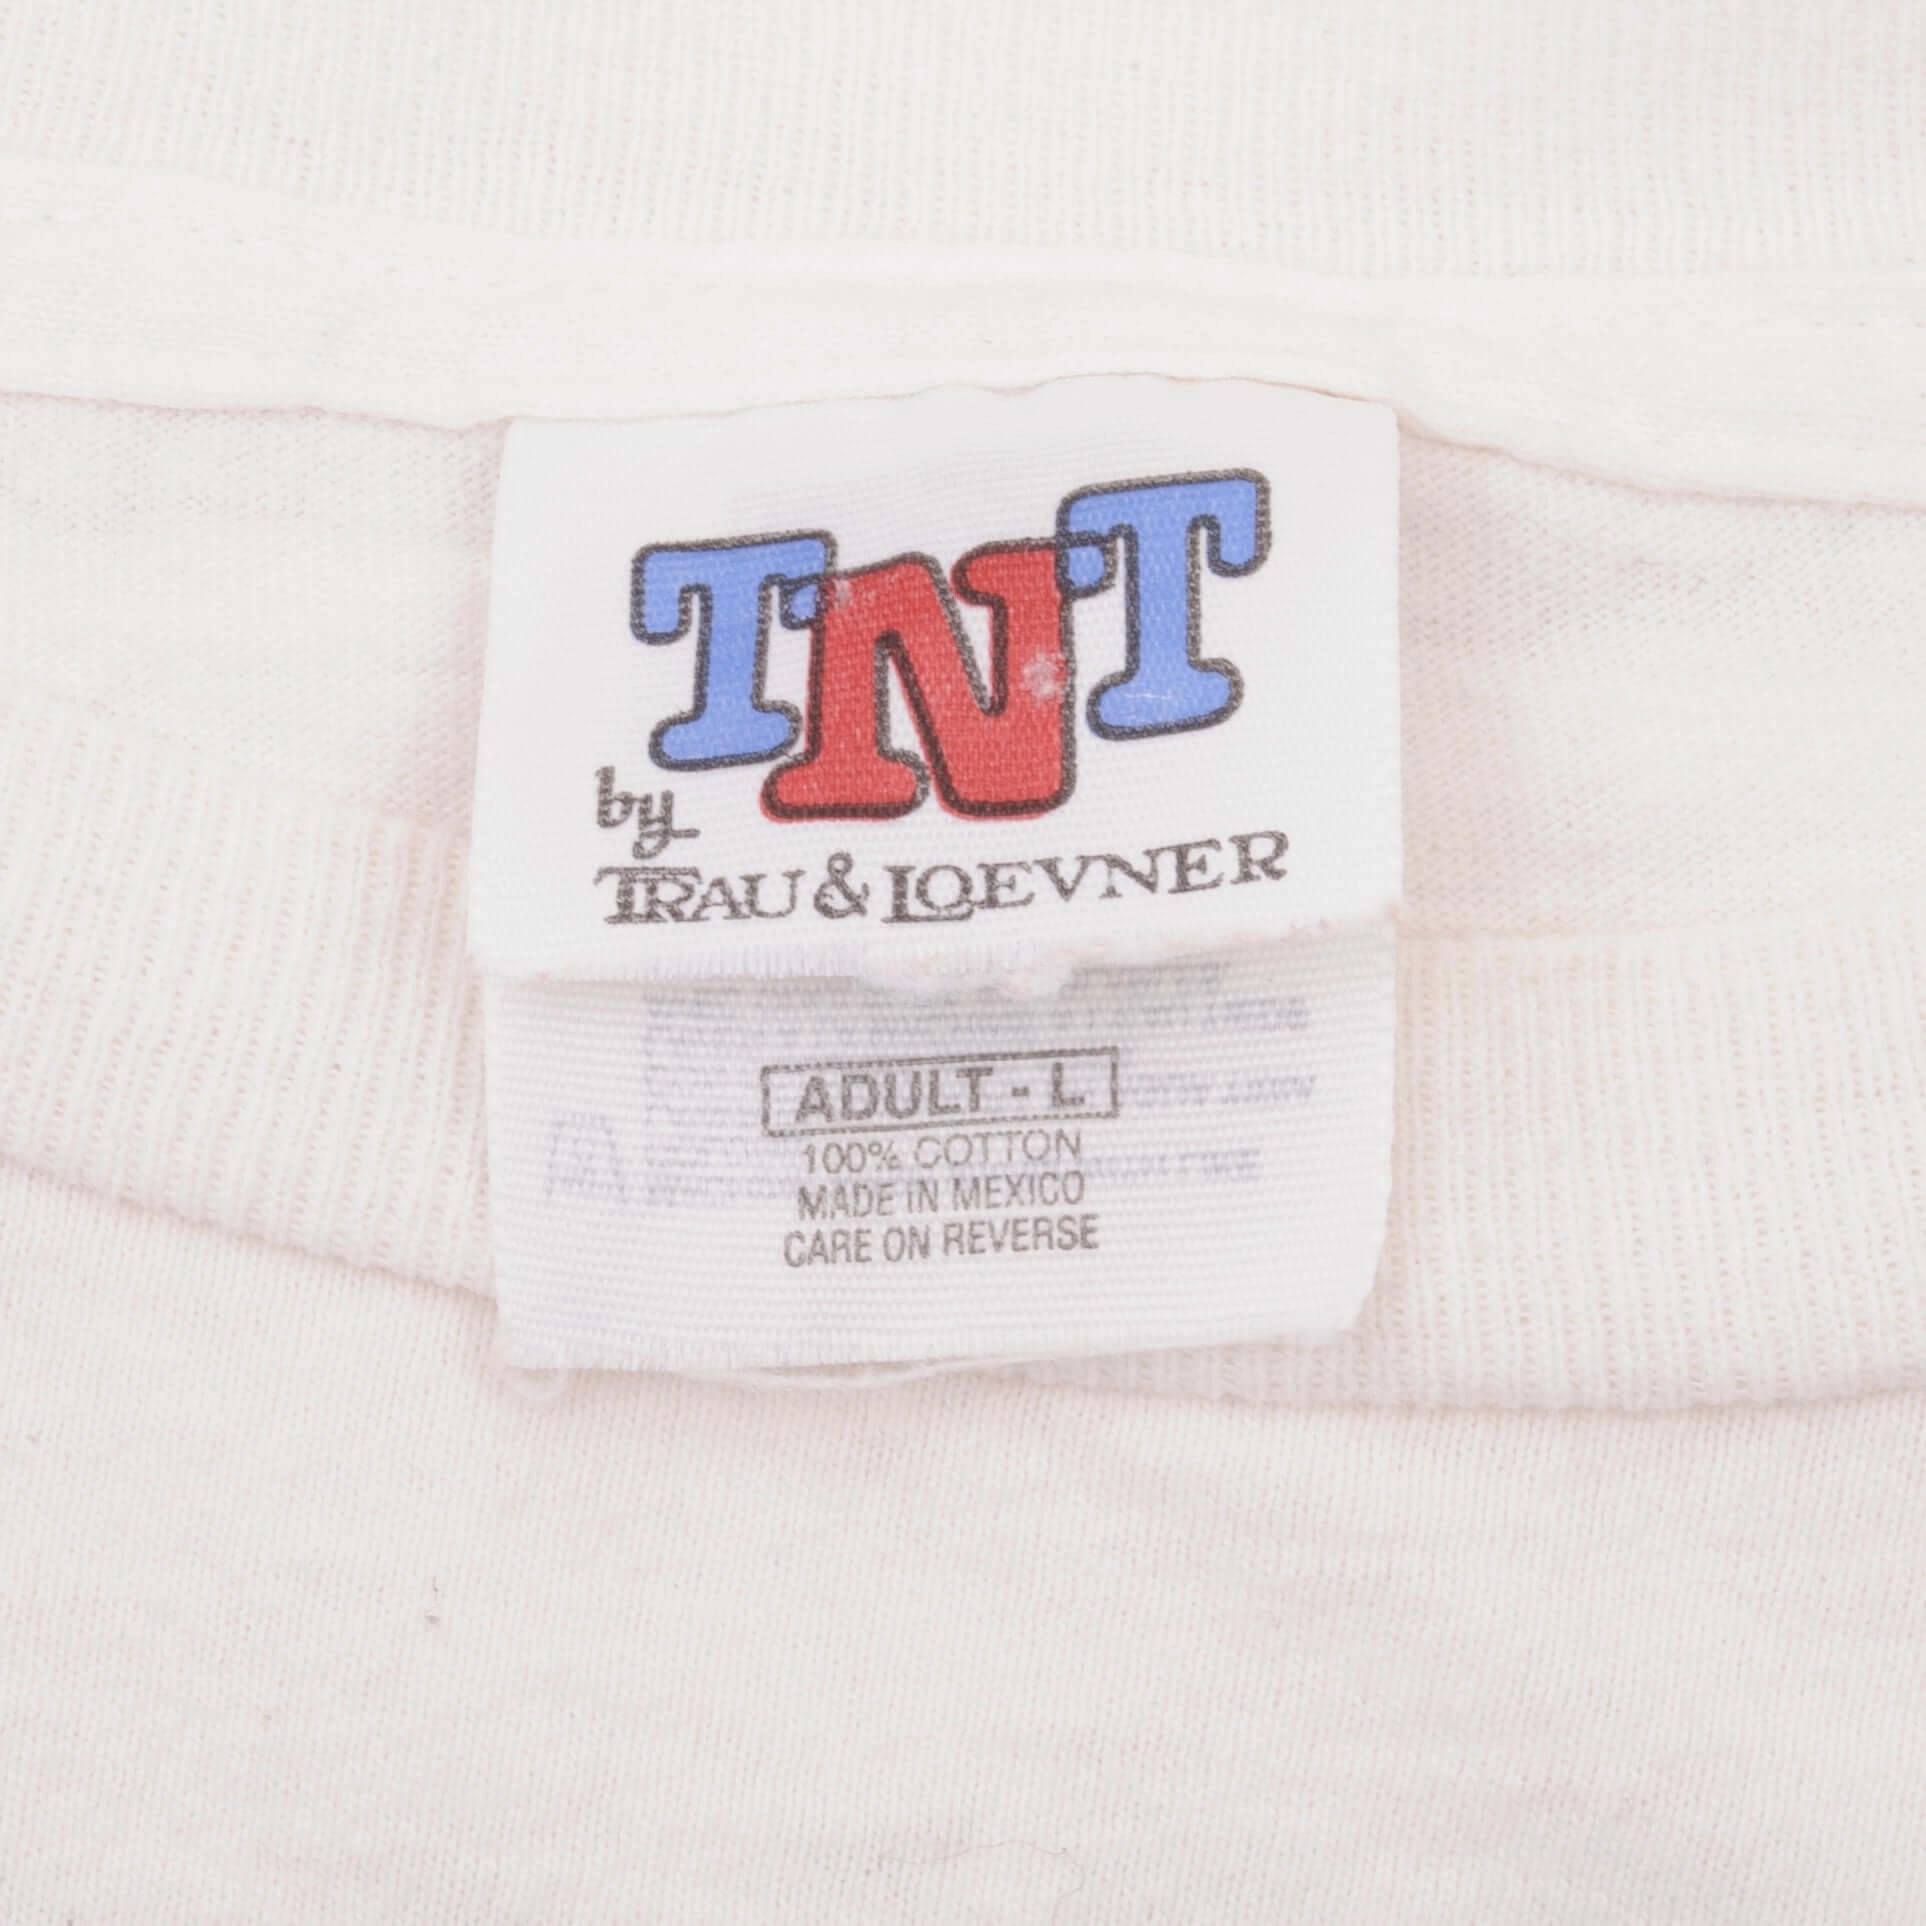 TNT
by
TRAU & LOEVNER
ADULT - L
100% COTTON
MADE IN MEXICO
CARE ON REVERSE